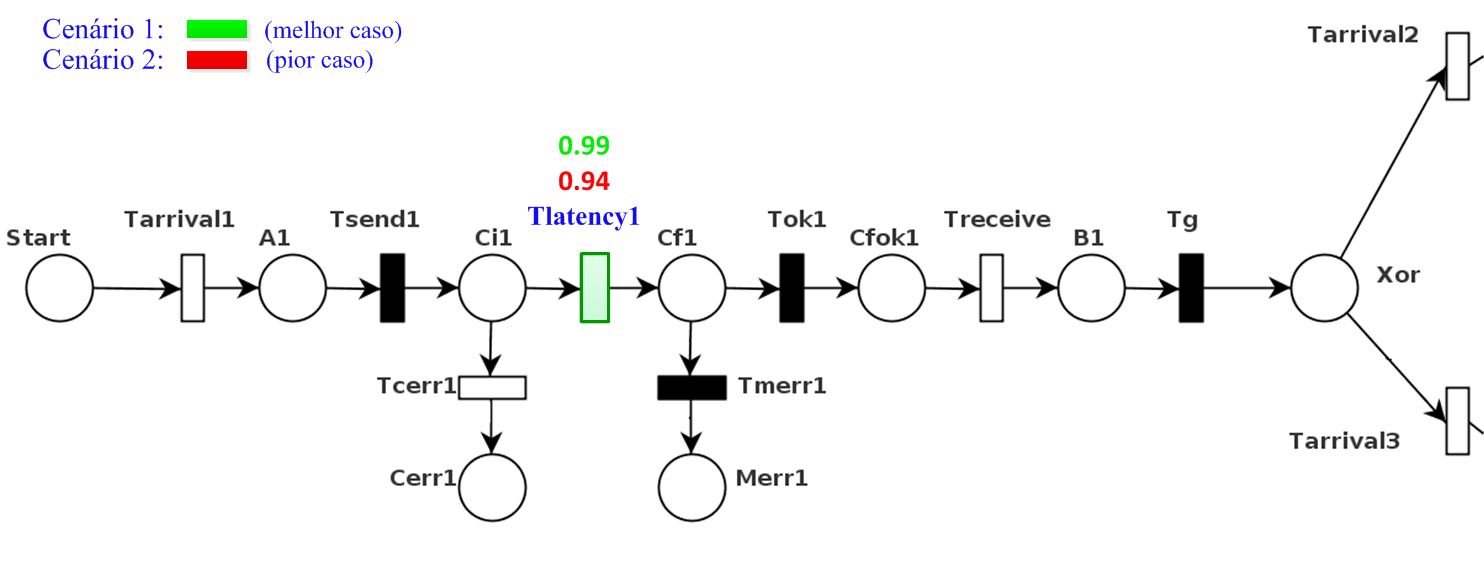 Cenário 1: (melhor caso)
Cenário 2: (pior caso)
Tarrival2
0.99
0.94
Tlatency1
Tarrival1
Tsend1
Tok1
Treceive
Tg
Start
A1
Ci1
Cf1
Cfok1
B1
Xor
Tcerr1
Tmerr1
Tarrival3
Cerr1
Merr1